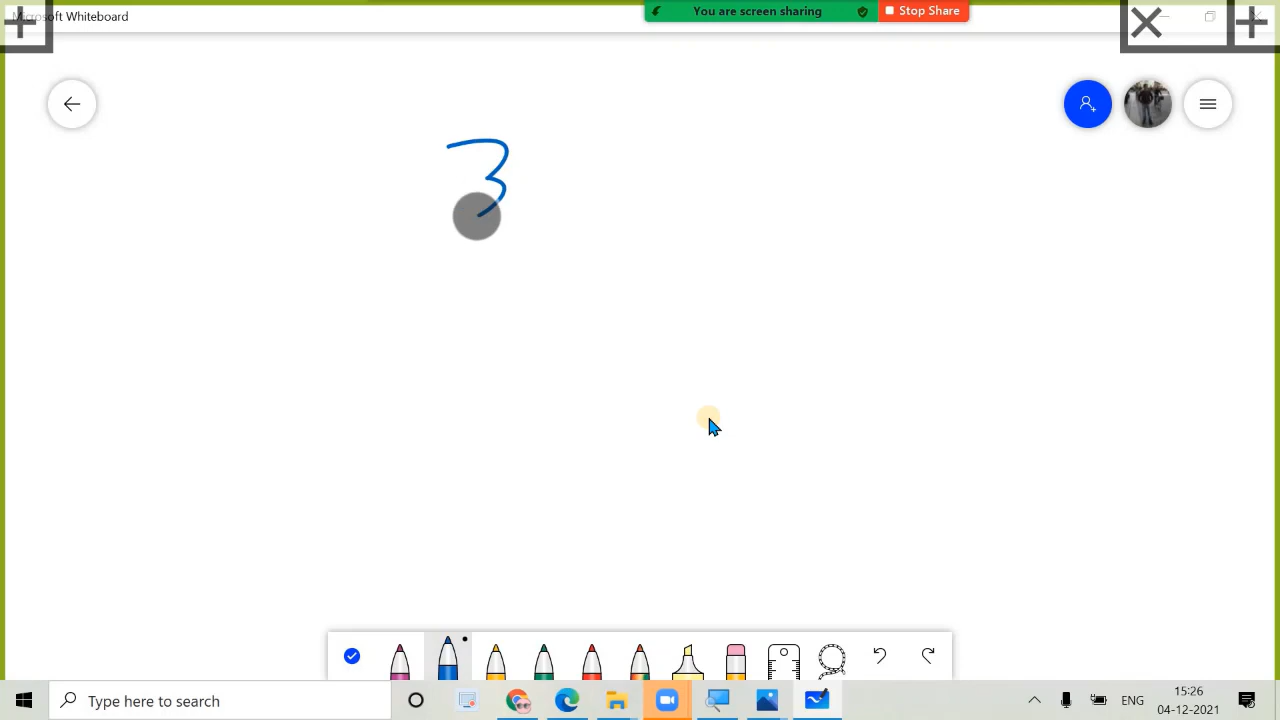 Microsoft Whiteboard
You are screen sharing
Stop Share
3
Type here to search
ENG
15:26
04-12-2021